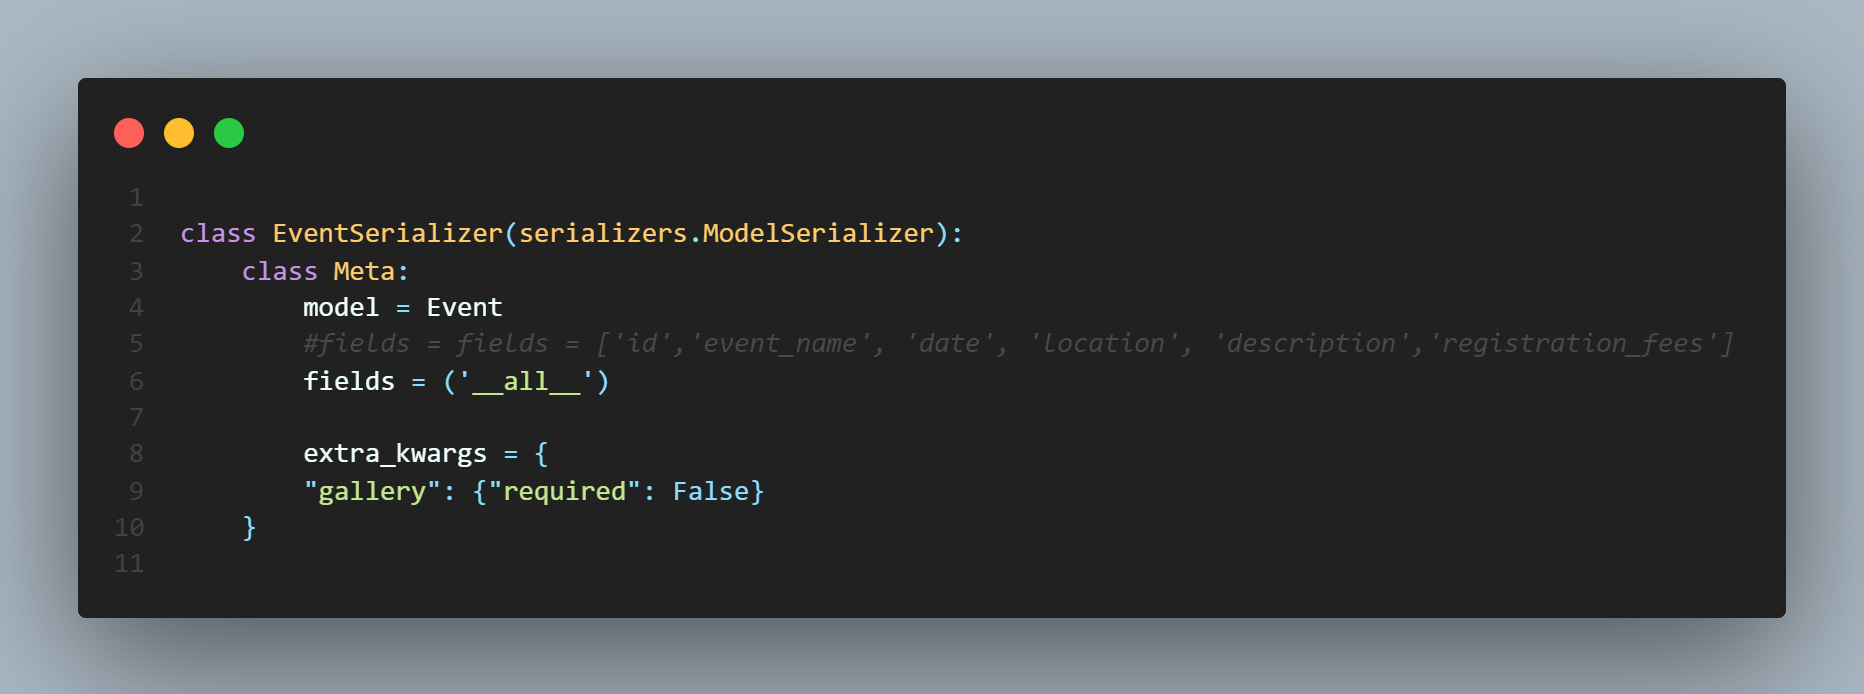 1
2 class EventSerializer(serializers.ModelSerializer):
3     class Meta:
4         model = Event
5         #fields = fields = ['id','event_name', 'date', 'location', 'description','registration_fees']
6         fields = ('__all__')
7
8         extra_kwargs = {
9         "gallery": {"required": False}
10     }
11